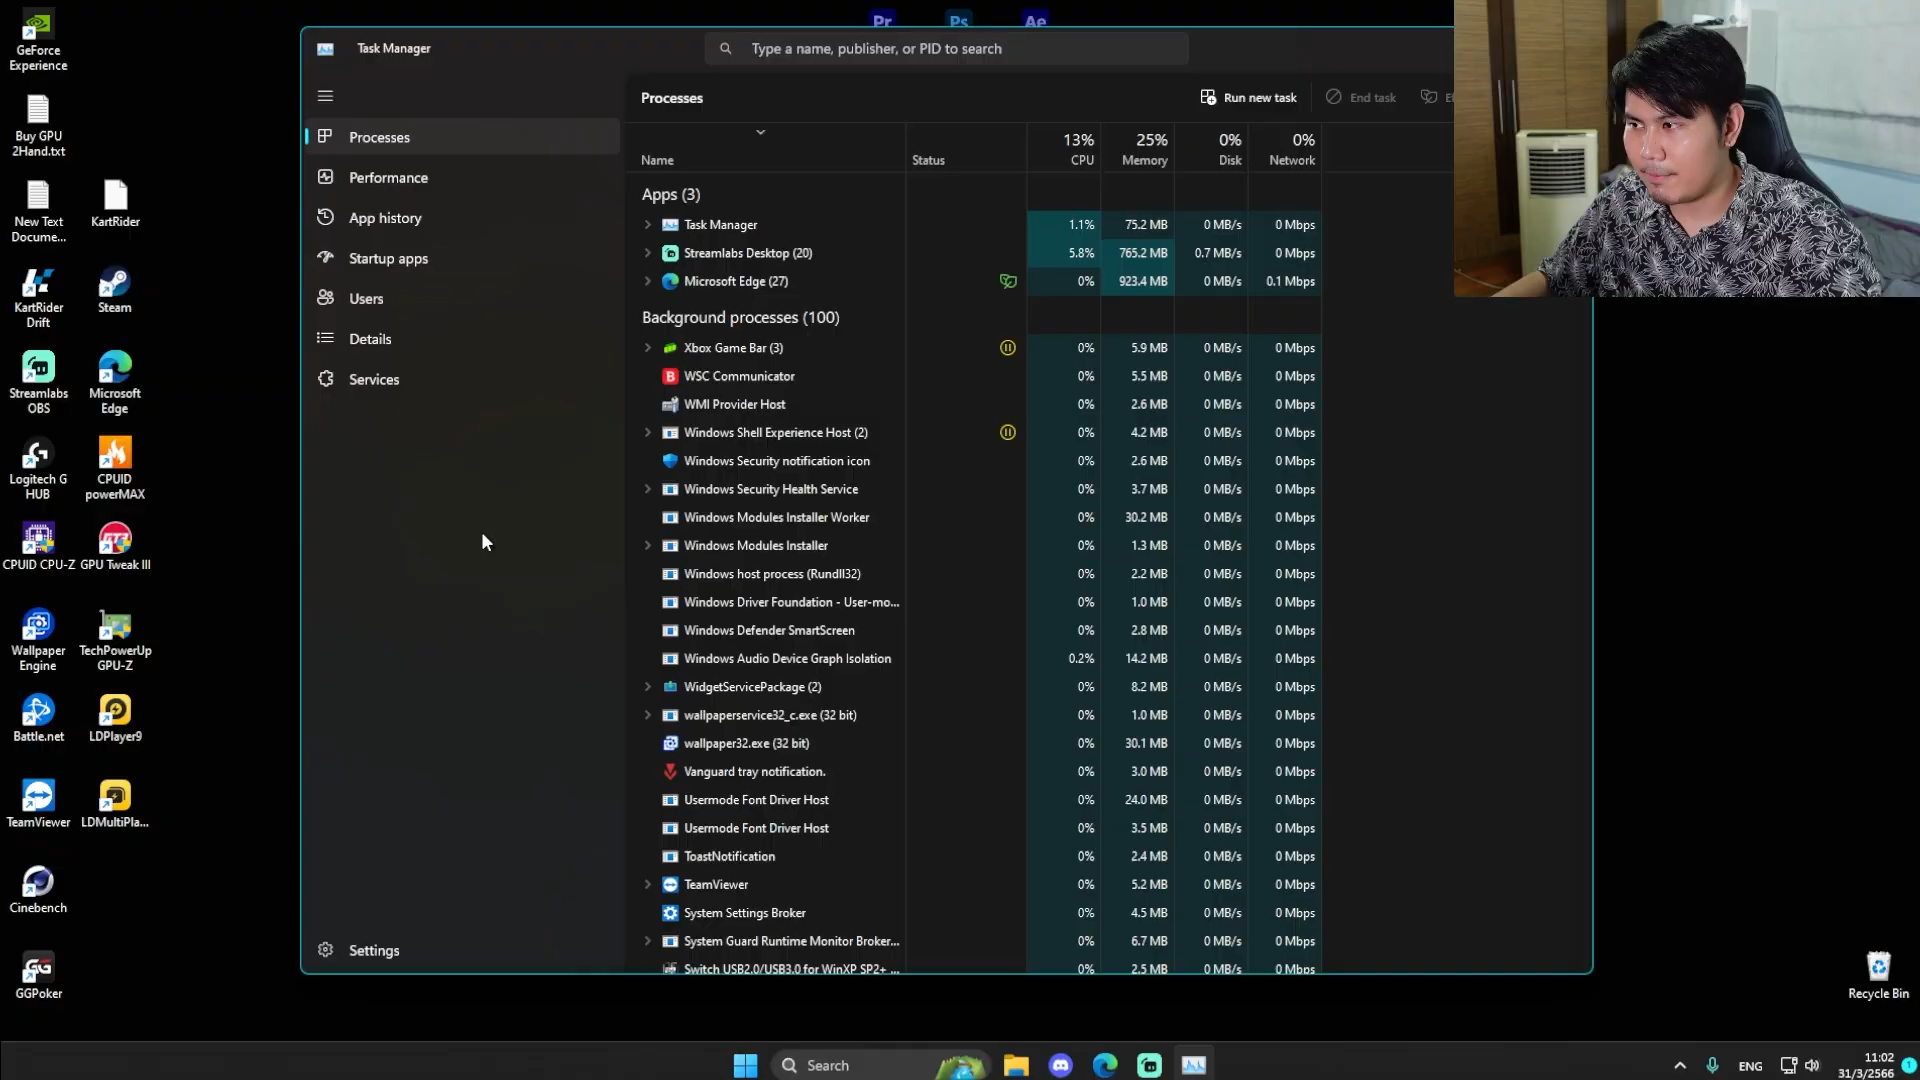 Pr Ps Ae
GeForce
Experience
Buy GPU
2Hand.txt
New Text
Docume...
KartRider
KartRider
Drift
Steam
Streamlabs
OBS
Microsoft
Edge
Logitech G
HUB
CPUID
powerMAX
CPUID CPU-Z
GPU Tweak III
Wallpaper
Engine
TechPowerUp
GPU-Z
Battle.net
LDPlayer9
TeamViewer
LDMultiPla...
Cinebench
GGPoker
Task Manager
Type a name, publisher, or PID to search
Processes
Performance
App history
Startup apps
Users
Details
Services
Settings
Processes
Run new task
End task
13% 25% 0% 0%
Name Status CPU Memory Disk Network
Apps (3)
Task Manager 1.1% 75.2 MB 0 MB/s 0 Mbps
Streamlabs Desktop (20) 5.8% 765.2 MB 0.7 MB/s 0 Mbps
Microsoft Edge (27) 0% 923.4 MB 0 MB/s 0.1 Mbps
Background processes (100)
Xbox Game Bar (3) 0% 5.9 MB 0 MB/s 0 Mbps
WSC Communicator 0% 5.5 MB 0 MB/s 0 Mbps
WMI Provider Host 0% 2.6 MB 0 MB/s 0 Mbps
Windows Shell Experience Host (2) 0% 4.2 MB 0 MB/s 0 Mbps
Windows Security notification icon 0% 2.6 MB 0 MB/s 0 Mbps
Windows Security Health Service 0% 3.7 MB 0 MB/s 0 Mbps
Windows Modules Installer Worker 0% 30.2 MB 0 MB/s 0 Mbps
Windows Modules Installer 0% 1.3 MB 0 MB/s 0 Mbps
Windows host process (Rundll32) 0% 2.2 MB 0 MB/s 0 Mbps
Windows Driver Foundation - User-mo... 0% 1.0 MB 0 MB/s 0 Mbps
Windows Defender SmartScreen 0% 2.8 MB 0 MB/s 0 Mbps
Windows Audio Device Graph Isolation 0.2% 14.2 MB 0 MB/s 0 Mbps
WidgetServicePackage (2) 0% 8.2 MB 0 MB/s 0 Mbps
wallpaperservice32_c.exe (32 bit) 0% 1.0 MB 0 MB/s 0 Mbps
wallpaper32.exe (32 bit) 0% 30.1 MB 0 MB/s 0 Mbps
Vanguard tray notification. 0% 3.0 MB 0 MB/s 0 Mbps
Usermode Font Driver Host 0% 24.0 MB 0 MB/s 0 Mbps
Usermode Font Driver Host 0% 3.5 MB 0 MB/s 0 Mbps
ToastNotification 0% 2.4 MB 0 MB/s 0 Mbps
TeamViewer 0% 5.2 MB 0 MB/s 0 Mbps
System Settings Broker 0% 4.5 MB 0 MB/s 0 Mbps
System Guard Runtime Monitor Broker... 0% 6.7 MB 0 MB/s 0 Mbps
Switch USB2.0/USB3.0 for WinXP SP2+ ... 0% 2.5 MB 0 MB/s 0 Mbps
Recycle Bin
Search
ENG
11:02
31/3/2566